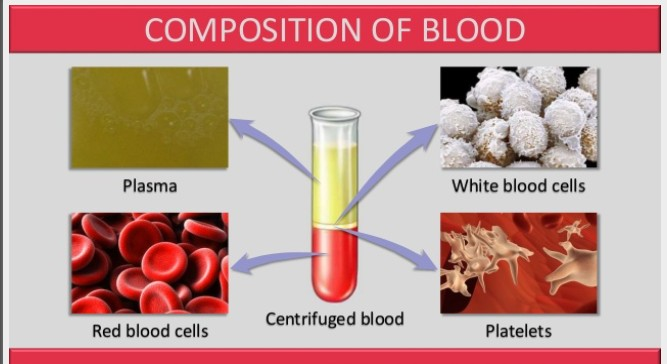 COMPOSITION OF BLOOD
Plasma
White blood cells
Red blood cells
Centrifuged blood
Platelets